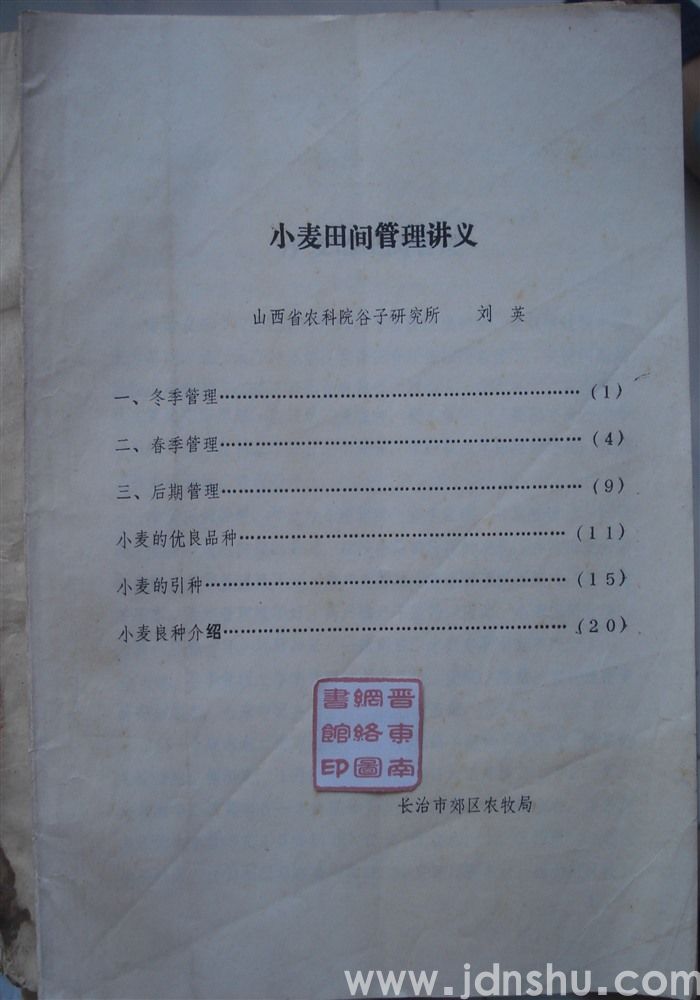 小麦田间管理讲义
山西省农科院谷子研究所 刘 英
一、冬季管理……………………………………………………(1)
二、春季管理……………………………………………………(4)
三、后期管理……………………………………………………(9)
小麦的优良品种…………………………………………………(11)
小麦的引种………………………………………………………(15)
小麦良种介绍……………………………………………………(20)
晋東南
網絡圖
書館印
长治市郊区农牧局
www.jdnshu.com